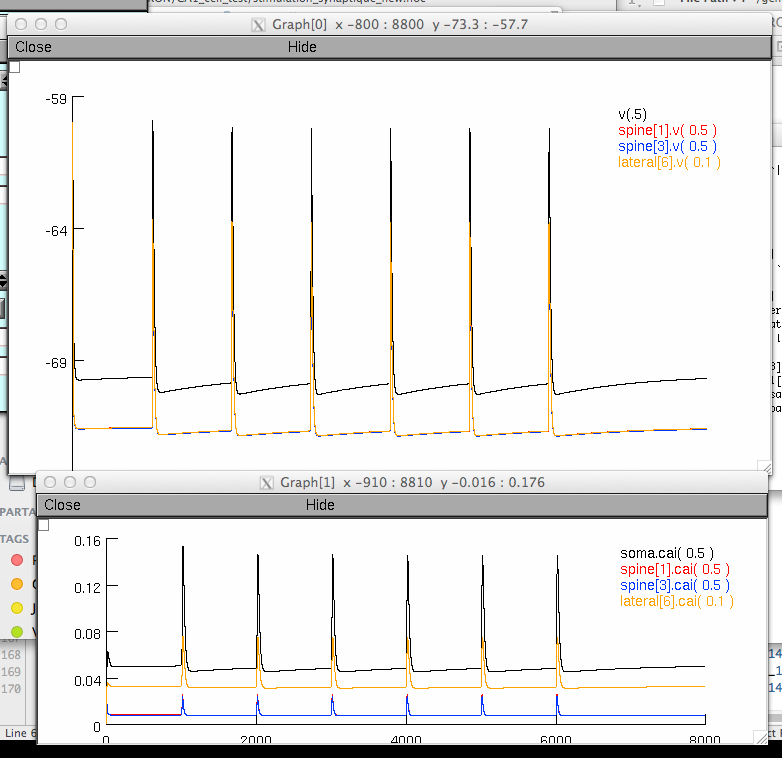 RON/CA1_cell_test/stimulation_synaptique_new.hoc
Graph[0] x -800 : 8800 y -73.3 : -57.7
Close Hide
-59
-64
-69
v(.5)
spine[1].v( 0.5 )
spine[3].v( 0.5 )
lateral[6].v( 0.1 )
Graph[1] x -910 : 8810 y -0.016 : 0.176
Close Hide
0.16
0.12
0.08
0.04
0
0 2000 4000 6000 8000
soma.cai( 0.5 )
spine[1].cai( 0.5 )
spine[3].cai( 0.5 )
lateral[6].cai( 0.1 )
PARTA
TAGS
168
169
170
Line 6